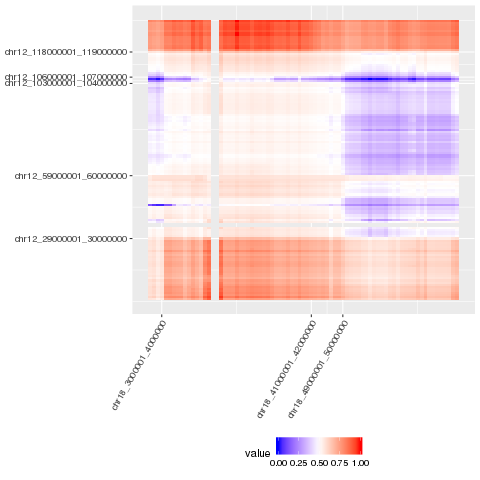 chr12_118000001_119000000
chr12_106000001_107000000
chr12_103000001_104000000
chr12_59000001_60000000
chr12_29000001_30000000
chr18_3000001_4000000
chr18_41000001_42000000
chr18_49000001_50000000
value
0.00 0.25 0.50 0.75 1.00